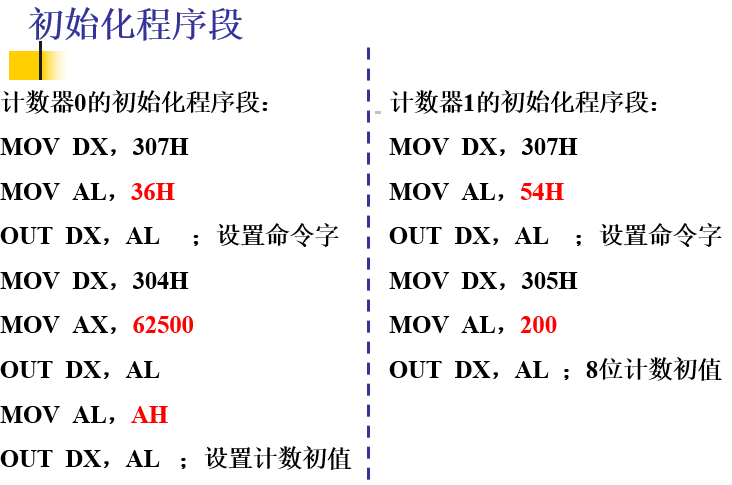 初始化程序段
计数器0的初始化程序段：
MOV DX，307H
MOV AL，36H
OUT DX，AL ；设置命令字
MOV DX，304H
MOV AX，62500
OUT DX，AL
MOV AL，AH
OUT DX，AL ；设置计数初值
计数器1的初始化程序段：
MOV DX，307H
MOV AL，54H
OUT DX，AL ；设置命令字
MOV DX，305H
MOV AL，200
OUT DX，AL ；8位计数初值